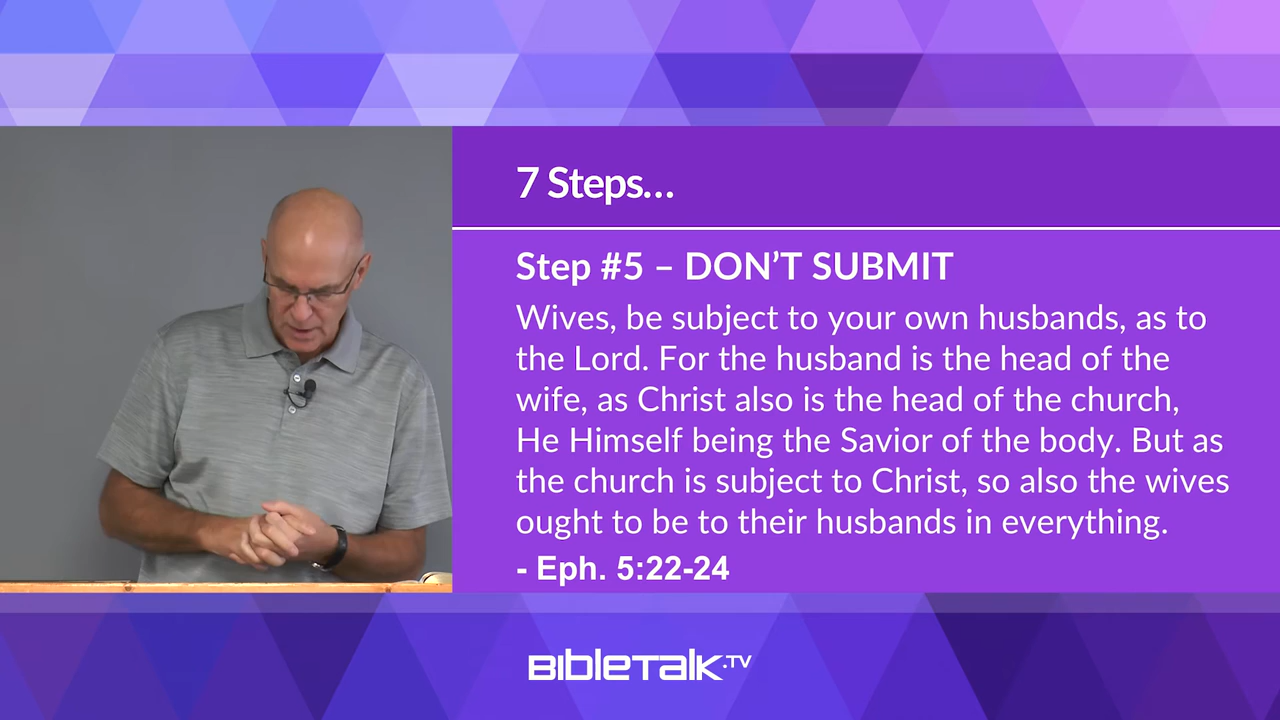 7 Steps...
Step #5 – DON'T SUBMIT
Wives, be subject to your own husbands, as to
the Lord. For the husband is the head of the
wife, as Christ also is the head of the church,
He Himself being the Savior of the body. But as
the church is subject to Christ, so also the wives
ought to be to their husbands in everything.
- Eph. 5:22-24
BIBLETALK.TV